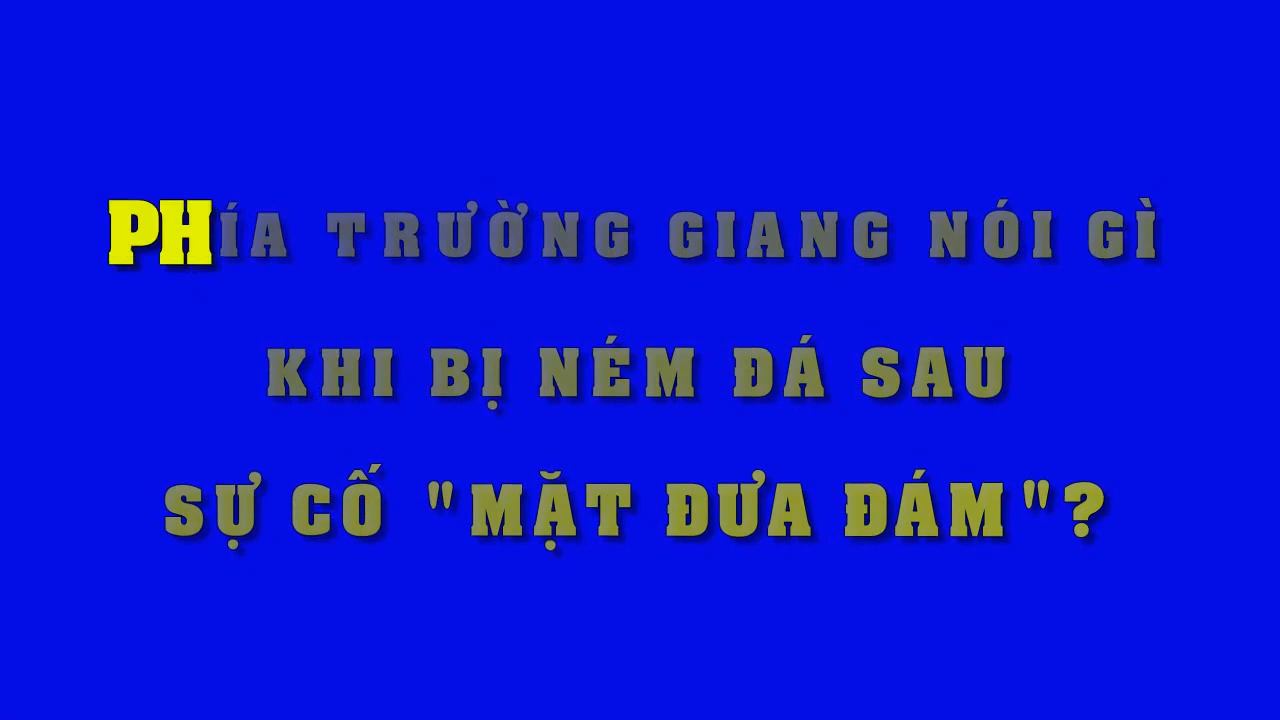 PHÍA TRƯỜNG GIANG NÓI GÌ
KHI BỊ NÉM ĐÁ SAU
SỰ CỐ "MẶT ĐƯA ĐÁM"?